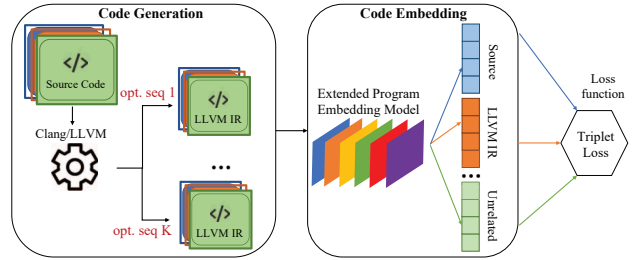 Code Generation
</>
Source Code
Clang/LLVM
opt. seq 1
</>
LLVM IR
...
opt. seq K
</>
LLVM IR
Code Embedding
Extended Program
Embedding Model
Source
LLVM IR
...
Unrelated
Loss
function
Triplet
Loss